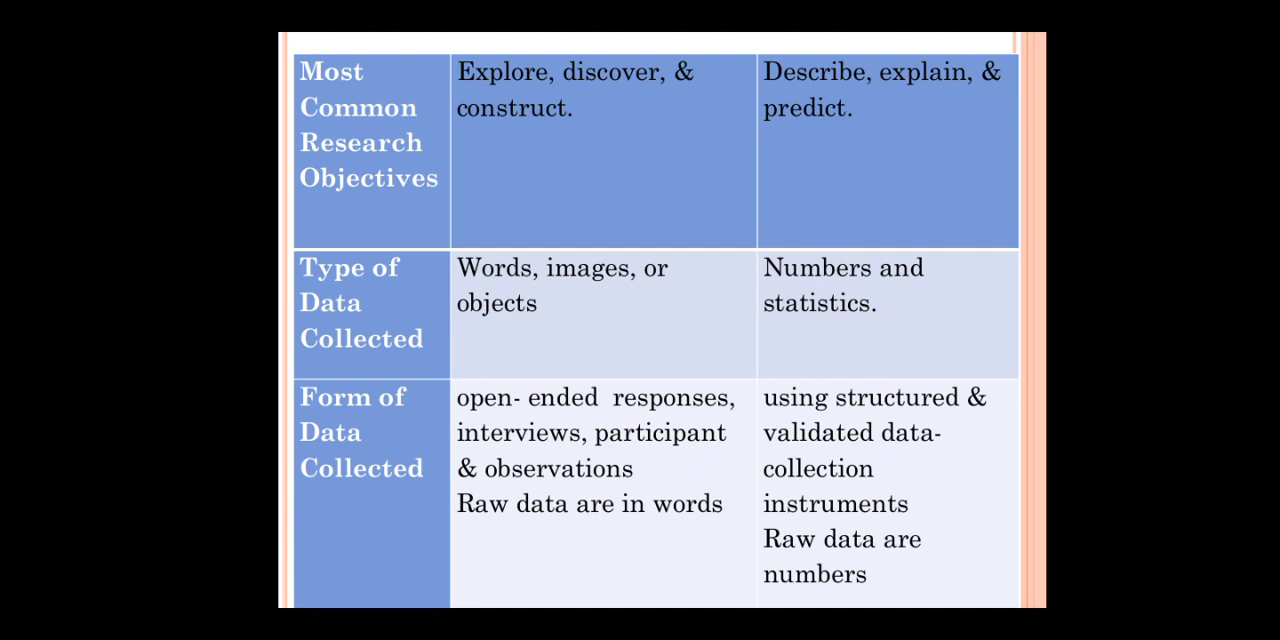 Most
Common
Research
Objectives
Explore, discover, &
construct.
Describe, explain, &
predict.
Type of
Data
Collected
Words, images, or
objects
Numbers and
statistics.
Form of
Data
Collected
open- ended  responses,
interviews, participant
& observations
Raw data are in words
using structured &
validated data-
collection
instruments
Raw data are
numbers